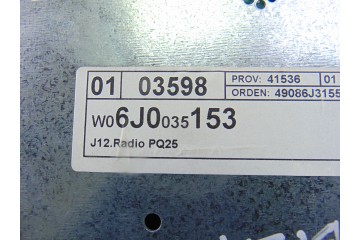 01 03598 PROV: 41536 01
ORDEN: 49086J3155
W06J0035153
J12.Radio PQ25